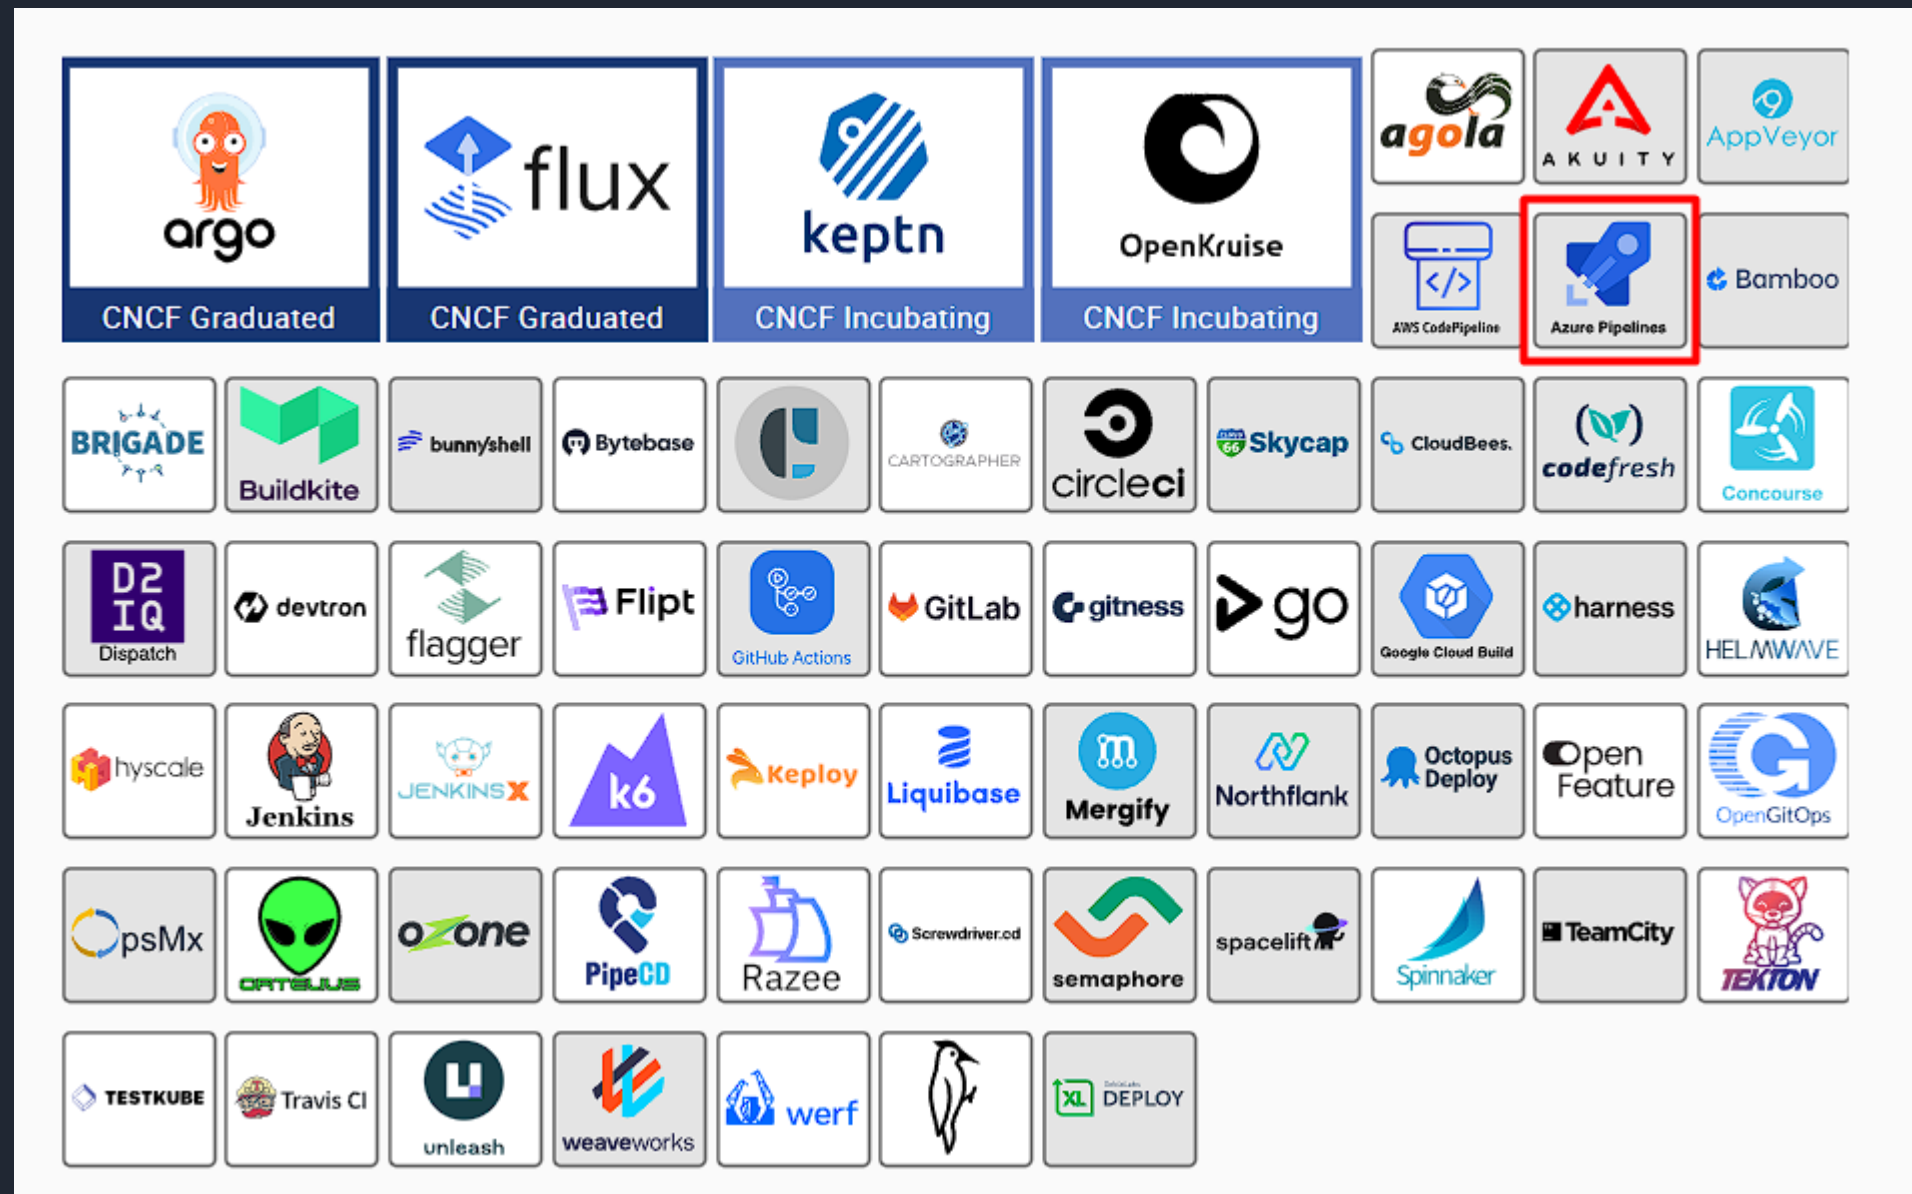 argo
CNCF Graduated
flux
CNCF Graduated
keptn
CNCF Incubating
OpenKruise
CNCF Incubating
agola
AKUITY
AppVeyor
</>
AWS CodePipeline
Azure Pipelines
Bamboo
BRIGADE
Buildkite
bunnyshell
Bytebase
CARTOGRAPHER
circleci
66
Skycap
CloudBees.
codefresh
Concourse
D2
IQ
Dispatch
devtron
flagger
Flipt
GitHub Actions
GitLab
gitness
go
Google Cloud Build
harness
HELMWAVE
hyscale
Jenkins
JENKINS X
k6
Keploy
Liquibase
m
Mergify
Northflank
Octopus
Deploy
Open
Feature
OpenGitOps
OpsMx
ORTELIUS
ozone
PipeCD
Razee
Screwdriver.cd
semaphore
spacelift
Spinnaker
TeamCity
TEKTON
TESTKUBE
Travis CI
unleash
weaveworks
werf
XL
DEPLOY